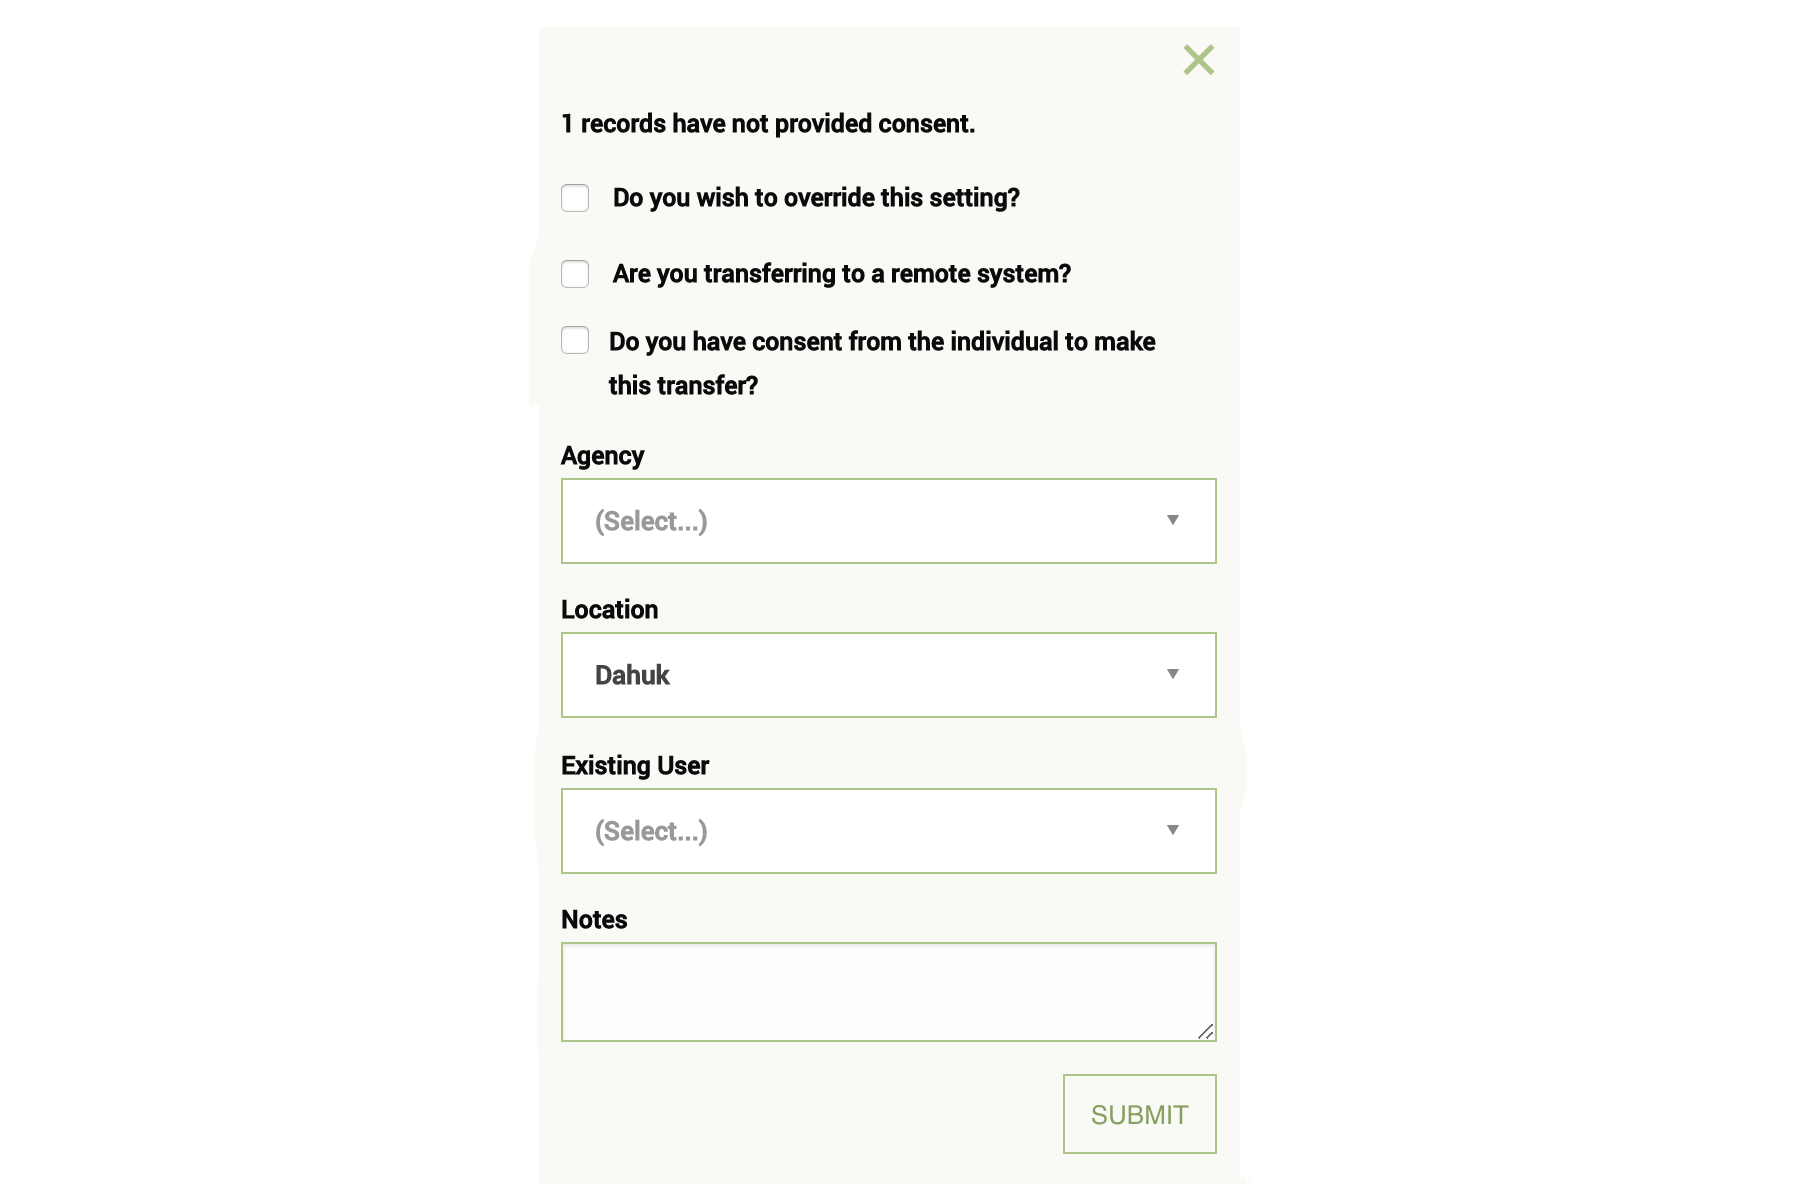 1 records have not provided consent.
Do you wish to override this setting?
Are you transferring to a remote system?
Do you have consent from the individual to make
this transfer?
Agency
(Select...)
Location
Dahuk
Existing User
(Select...)
Notes
SUBMIT